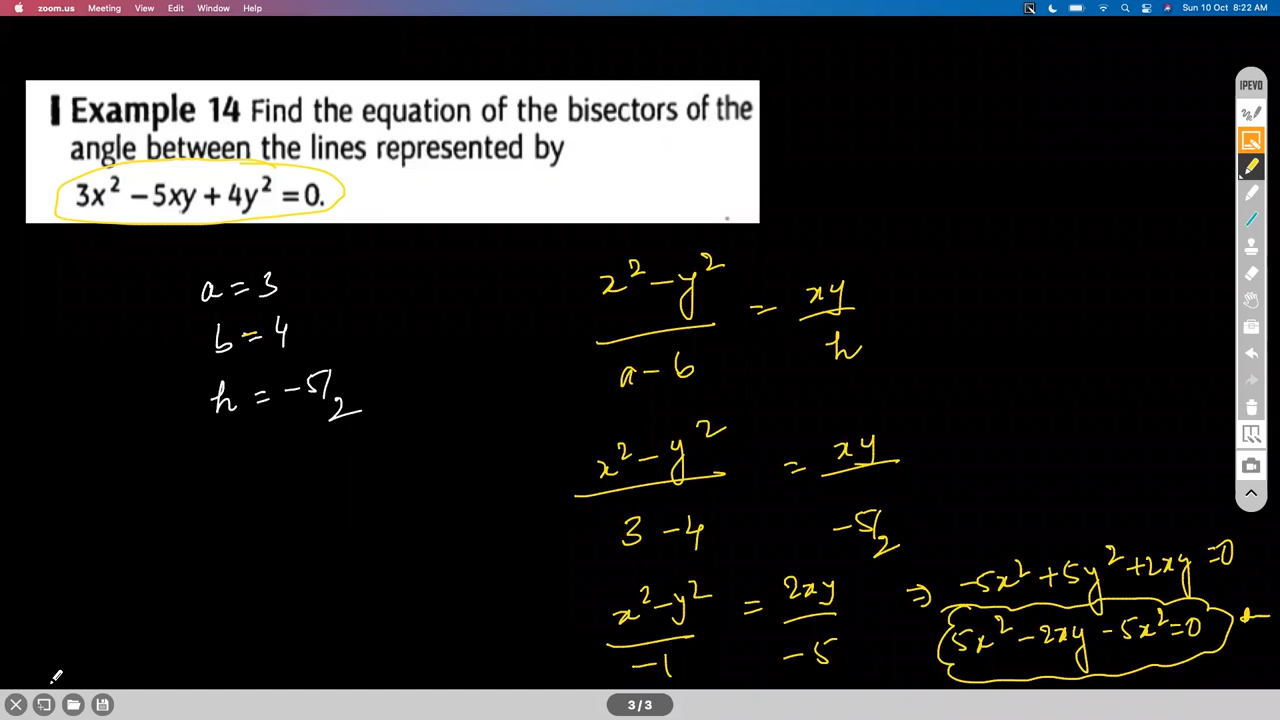 zoom.us Meeting View Edit Window Help
Sun 10 Oct 8:22 AM
IPEVO
Example 14 Find the equation of the bisectors of the
angle between the lines represented by
3x² − 5xy + 4y² = 0.
a = 3
b = 4
h = −5/2
x² − y² / a − b = xy / h
x² − y² / 3 − 4 = xy / −5/2
x² − y² / −1 = 2xy / −5
⇒ −5x² + 5y² + 2xy = 0
5x² − 2xy − 5x² = 0
3/3